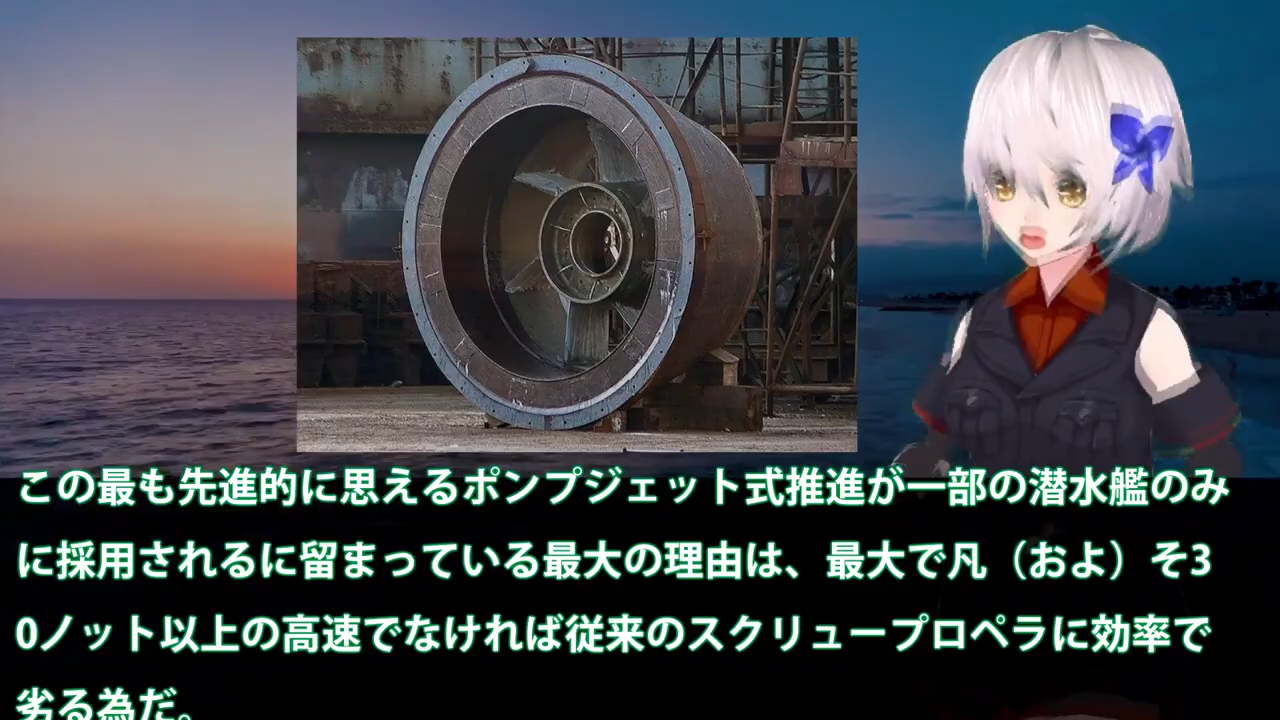 この最も先進的に思えるポンプジェット式推進が一部の潜水艦のみ
に採用されるに留まっている最大の理由は、最大で凡（およ）そ3
0ノット以上の高速でなければ従来のスクリュープロペラに効率で
劣る為だ。